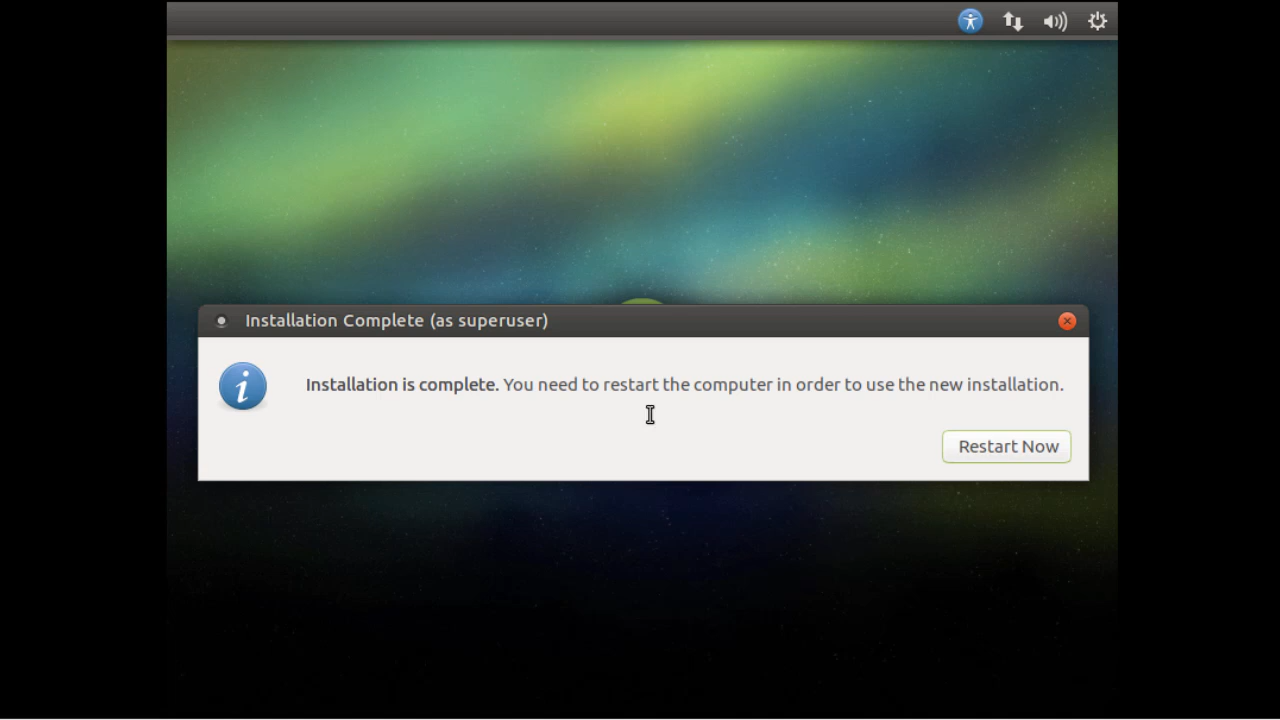 Installation Complete (as superuser)
Installation is complete. You need to restart the computer in order to use the new installation.
Restart Now